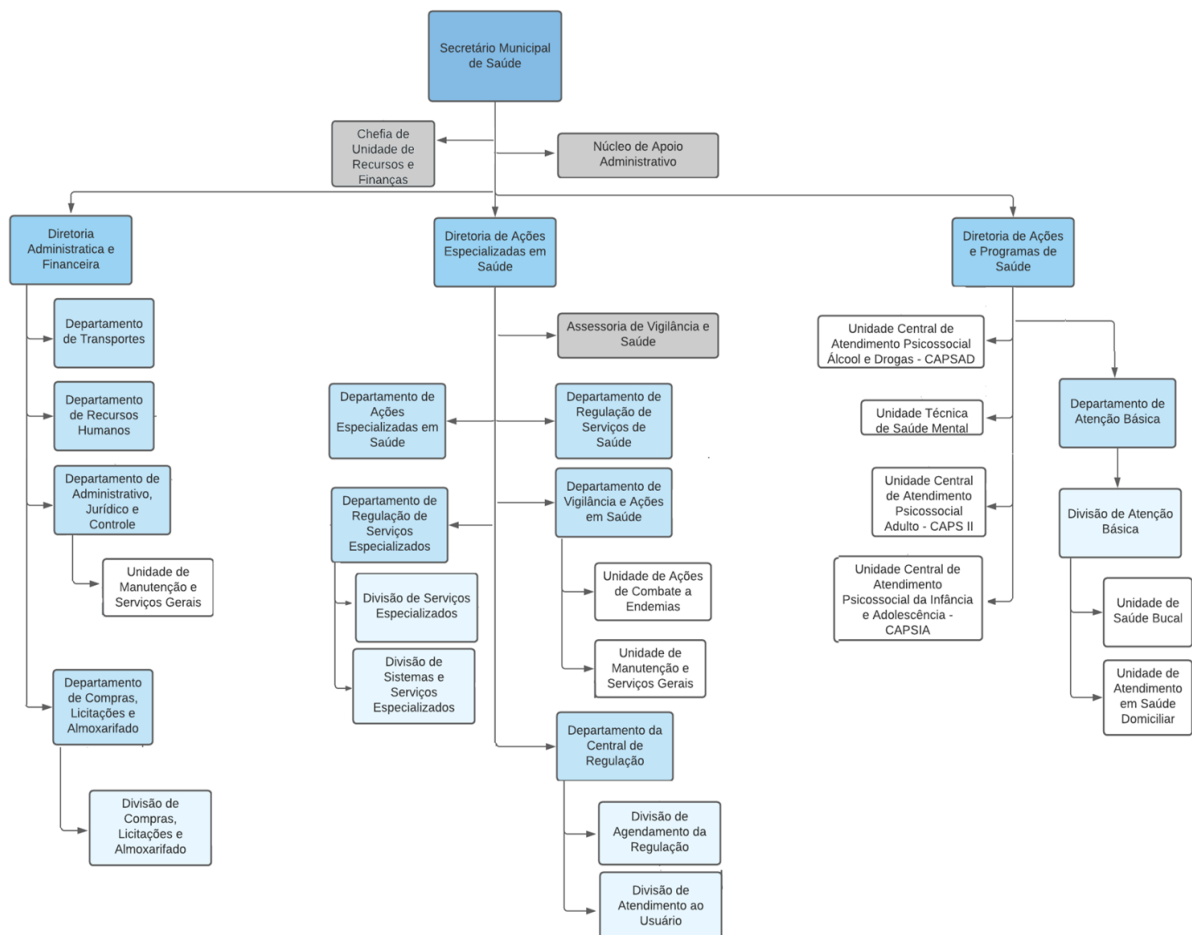 Secretário Municipal
de Saúde
Chefia de
Unidade de
Recursos e
Finanças
Núcleo de Apoio
Administrativo
Diretoria
Administratica e
Financeira
Departamento
de Transportes
Departamento
de Recursos
Humanos
Departamento de
Administrativo,
Jurídico e
Controle
Unidade de
Manutenção e
Serviços Gerais
Departamento
de Compras,
Licitações e
Almoxarifado
Divisão de
Compras,
Licitações e
Almoxarifado
Diretoria de Ações
Especializadas em
Saúde
Assessoria de Vigilância e
Saúde
Departamento de
Ações
Especializadas em
Saúde
Departamento de
Regulação de
Serviços de
Saúde
Departamento de
Regulação de
Serviços
Especializados
Divisão de Serviços
Especializados
Divisão de
Sistemas e
Serviços
Especializados
Departamento de
Vigilância e Ações
em Saúde
Unidade de Ações
de Combate a
Endemias
Unidade de
Manutenção e
Serviços Gerais
Departamento da
Central de
Regulação
Divisão de
Agendamento da
Regulação
Divisão de
Atendimento ao
Usuário
Diretoria de Ações
e Programas de
Saúde
Unidade Central de
Atendimento Psicossocial
Álcool e Drogas - CAPSAD
Unidade Técnica
de Saúde Mental
Unidade Central
de Atendimento
Psicossocial
Adulto - CAPS II
Unidade Central de
Atendimento
Psicossocial da Infância
e Adolescência -
CAPSIA
Departamento de
Atenção Básica
Divisão de Atenção
Básica
Unidade de
Saúde Bucal
Unidade de
Atendimento
em Saúde
Domiciliar